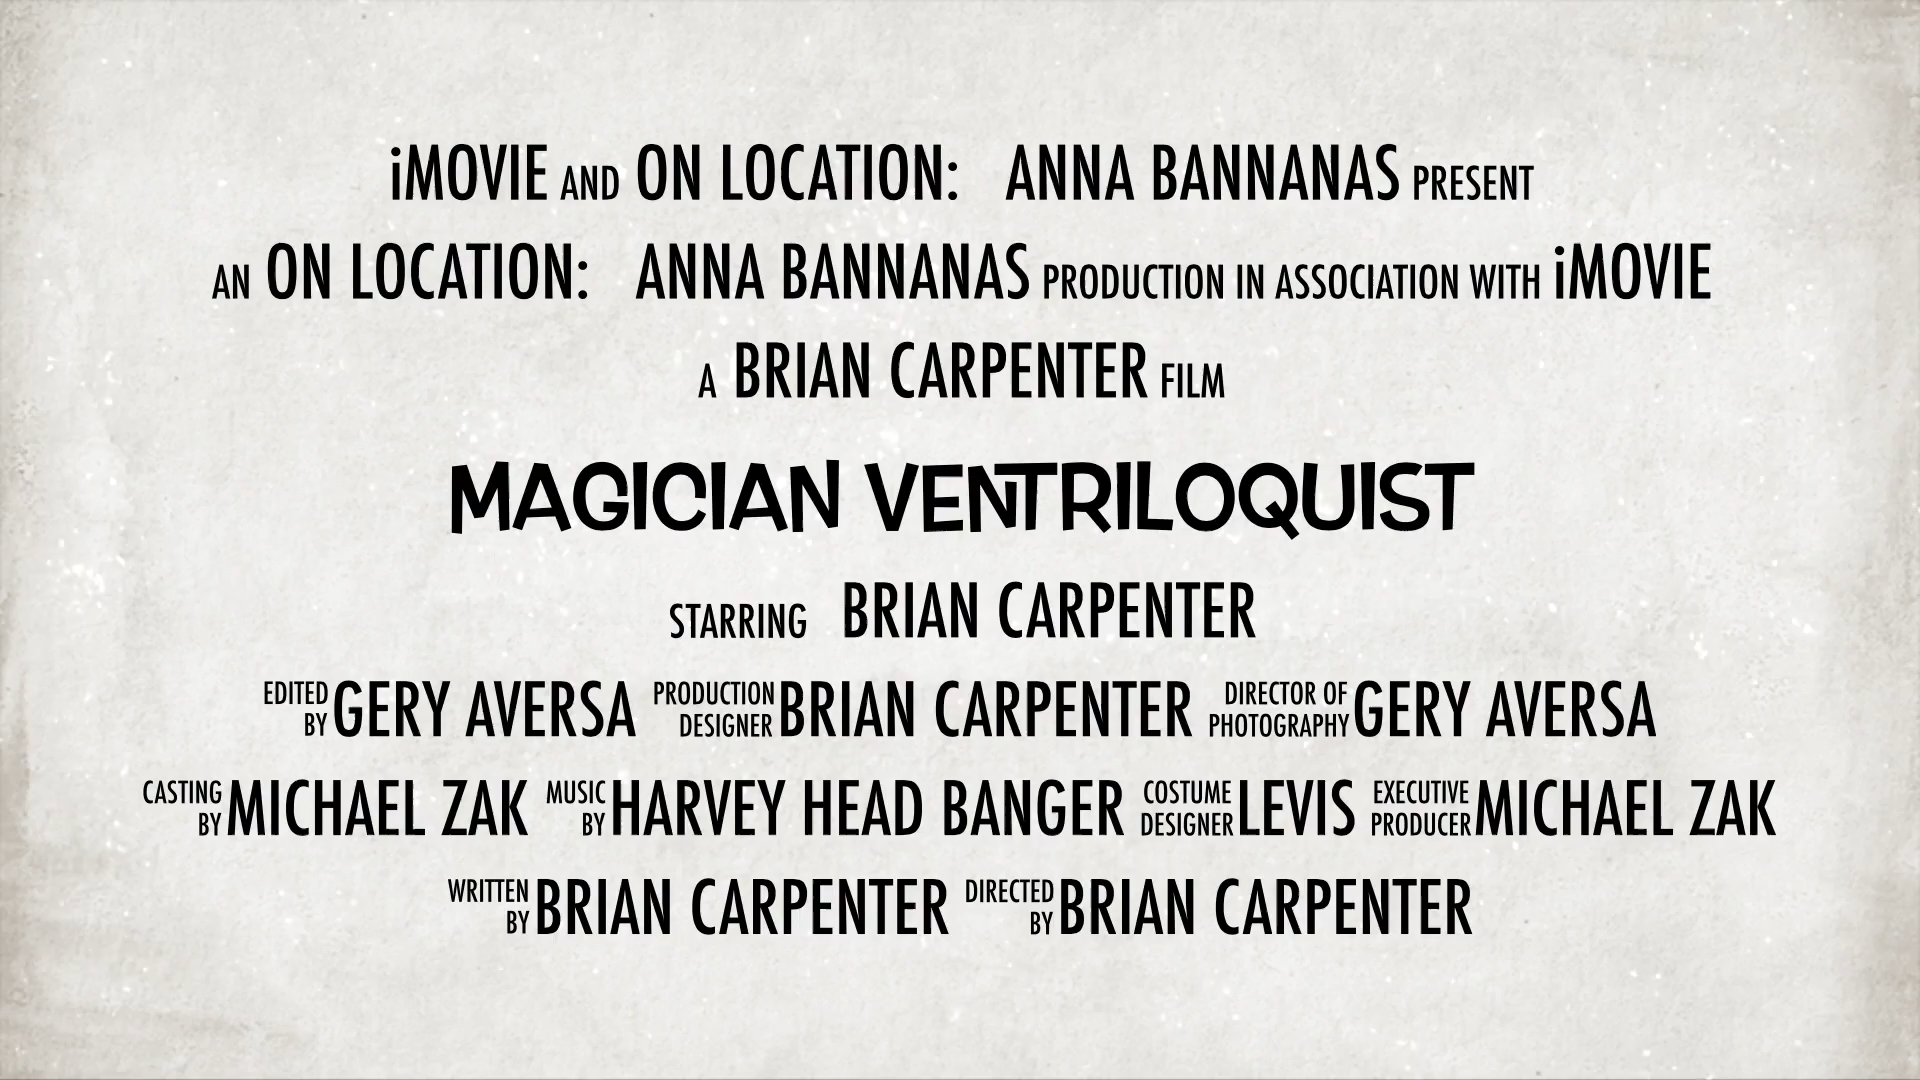 iMOVIE AND ON LOCATION: ANNA BANNANAS PRESENT
AN ON LOCATION: ANNA BANNANAS PRODUCTION IN ASSOCIATION WITH iMOVIE
A BRIAN CARPENTER FILM
MAGICIAN VENTRILOQUIST
STARRING BRIAN CARPENTER
EDITED BY GERY AVERSA PRODUCTION DESIGNER BRIAN CARPENTER DIRECTOR OF PHOTOGRAPHY GERY AVERSA
CASTING BY MICHAEL ZAK MUSIC BY HARVEY HEAD BANGER COSTUME DESIGNER LEVIS EXECUTIVE PRODUCER MICHAEL ZAK
WRITTEN BY BRIAN CARPENTER DIRECTED BY BRIAN CARPENTER